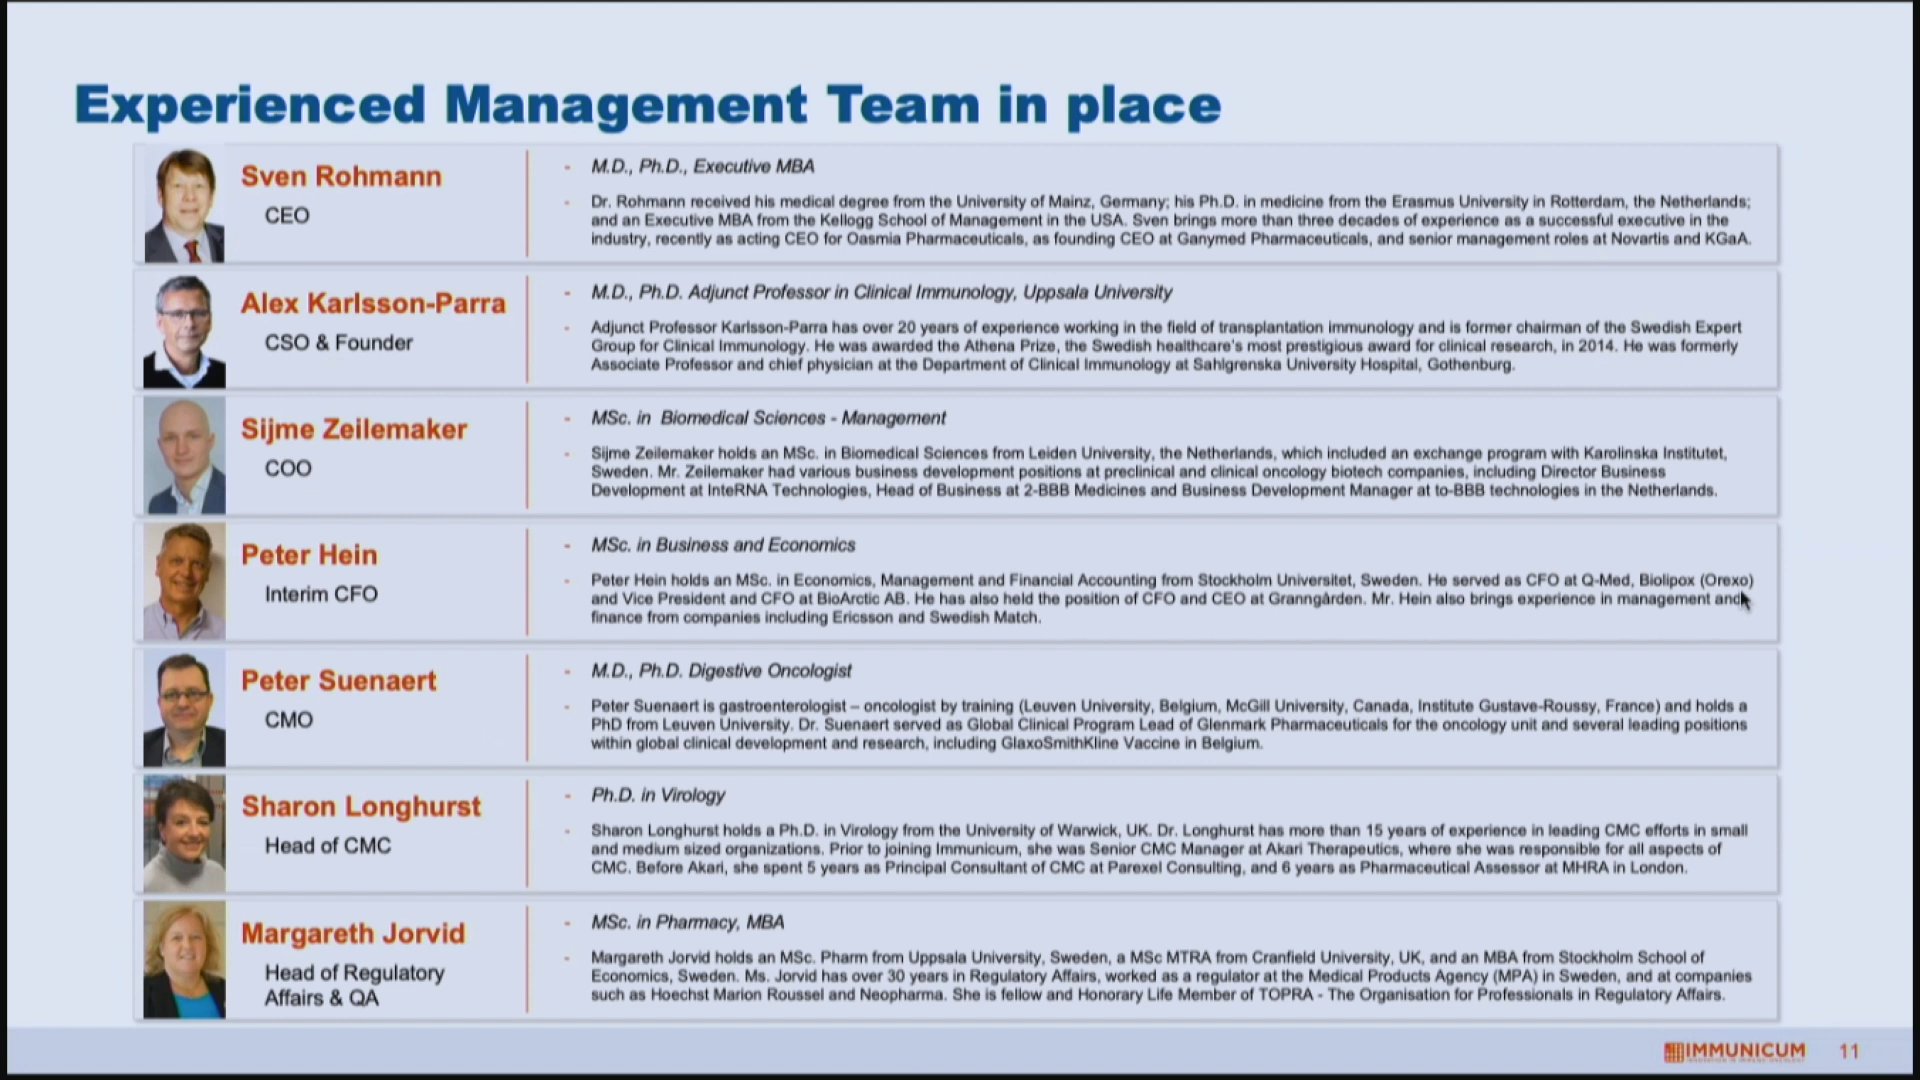 Experienced Management Team in place
Sven Rohmann
CEO
- M.D., Ph.D., Executive MBA
- Dr. Rohmann received his medical degree from the University of Mainz, Germany; his Ph.D. in medicine from the Erasmus University in Rotterdam, the Netherlands;
and an Executive MBA from the Kellogg School of Management in the USA. Sven brings more than three decades of experience as a successful executive in the
industry, recently as acting CEO for Oasmia Pharmaceuticals, as founding CEO at Ganymed Pharmaceuticals, and senior management roles at Novartis and KGaA.
Alex Karlsson-Parra
CSO & Founder
- M.D., Ph.D. Adjunct Professor in Clinical Immunology, Uppsala University
- Adjunct Professor Karlsson-Parra has over 20 years of experience working in the field of transplantation immunology and is former chairman of the Swedish Expert
Group for Clinical Immunology. He was awarded the Athena Prize, the Swedish healthcare's most prestigious award for clinical research, in 2014. He was formerly
Associate Professor and chief physician at the Department of Clinical Immunology at Sahlgrenska University Hospital, Gothenburg.
Sijme Zeilemaker
COO
- MSc. in Biomedical Sciences - Management
- Sijme Zeilemaker holds an MSc. in Biomedical Sciences from Leiden University, the Netherlands, which included an exchange program with Karolinska Institutet,
Sweden. Mr. Zeilemaker had various business development positions at preclinical and clinical oncology biotech companies, including Director Business
Development at InteRNA Technologies, Head of Business at 2-BBB Medicines and Business Development Manager at to-BBB technologies in the Netherlands.
Peter Hein
Interim CFO
- MSc. in Business and Economics
- Peter Hein holds an MSc. in Economics, Management and Financial Accounting from Stockholm Universitet, Sweden. He served as CFO at Q-Med, Biolipox (Orexo)
and Vice President and CFO at BioArctic AB. He has also held the position of CFO and CEO at Granngården. Mr. Hein also brings experience in management and
finance from companies including Ericsson and Swedish Match.
Peter Suenaert
CMO
- M.D., Ph.D. Digestive Oncologist
- Peter Suenaert is gastroenterologist – oncologist by training (Leuven University, Belgium, McGill University, Canada, Institute Gustave-Roussy, France) and holds a
PhD from Leuven University. Dr. Suenaert served as Global Clinical Program Lead of Glenmark Pharmaceuticals for the oncology unit and several leading positions
within global clinical development and research, including GlaxoSmithKline Vaccine in Belgium.
Sharon Longhurst
Head of CMC
- Ph.D. in Virology
- Sharon Longhurst holds a Ph.D. in Virology from the University of Warwick, UK. Dr. Longhurst has more than 15 years of experience in leading CMC efforts in small
and medium sized organizations. Prior to joining Immunicum, she was Senior CMC Manager at Akari Therapeutics, where she was responsible for all aspects of
CMC. Before Akari, she spent 5 years as Principal Consultant of CMC at Parexel Consulting, and 6 years as Pharmaceutical Assessor at MHRA in London.
Margareth Jorvid
Head of Regulatory
Affairs & QA
- MSc. in Pharmacy, MBA
- Margareth Jorvid holds an MSc. Pharm from Uppsala University, Sweden, a MSc MTRA from Cranfield University, UK, and an MBA from Stockholm School of
Economics, Sweden. Ms. Jorvid has over 30 years in Regulatory Affairs, worked as a regulator at the Medical Products Agency (MPA) in Sweden, and at companies
such as Hoechst Marion Roussel and Neopharma. She is fellow and Honorary Life Member of TOPRA - The Organisation for Professionals in Regulatory Affairs.
IMMUNICUM 11